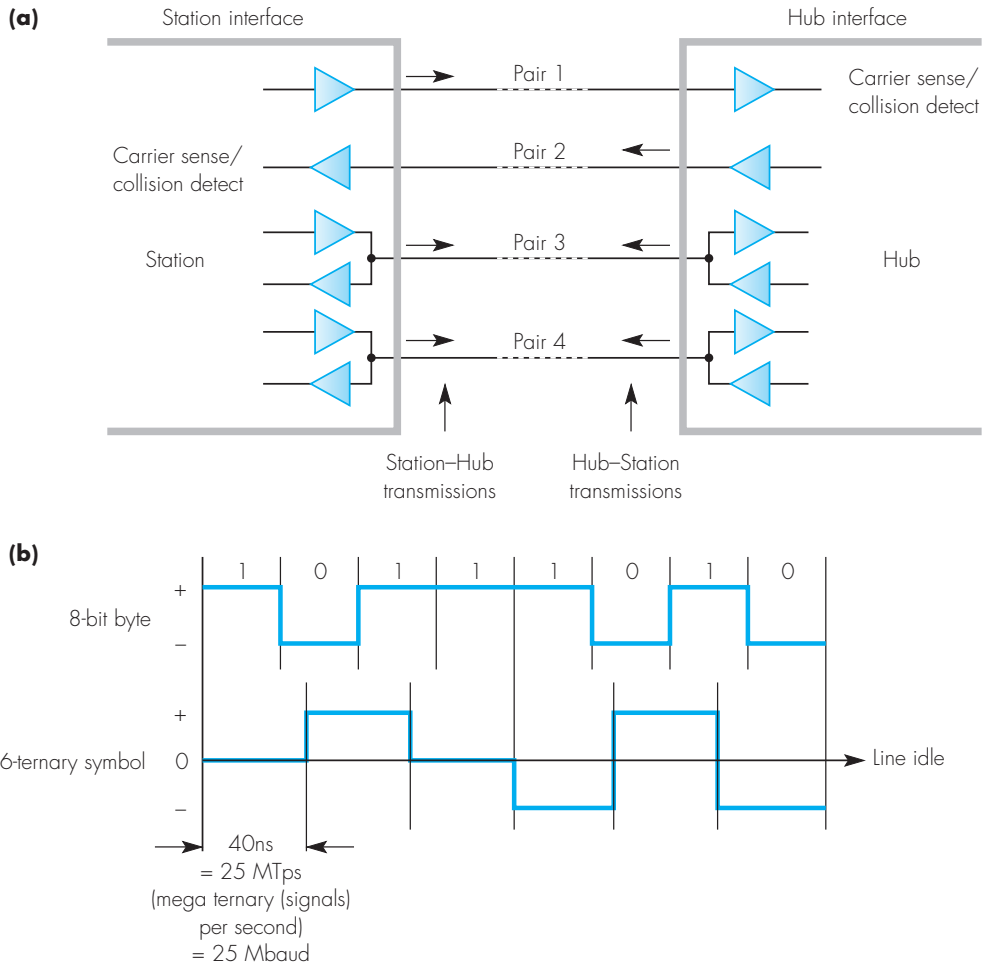 (a)
Station interface
Hub interface
Pair 1
Carrier sense/
collision detect
Pair 2
Carrier sense/
collision detect
Pair 3
Station
Hub
Pair 4
Station–Hub
transmissions
Hub–Station
transmissions
(b)
1 0 1 1 1 0 1 0
+
8-bit byte
–
+
6-ternary symbol 0
Line idle
–
40ns
= 25 MTps
(mega ternary (signals)
per second)
= 25 Mbaud